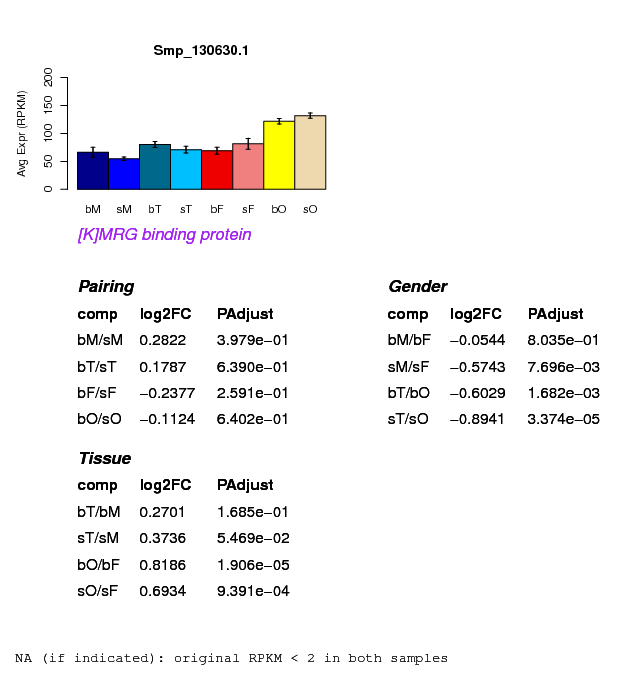 Smp_130630.1
Avg Expr (RPKM)
200
150
100
50
0
bM sM bT sT bF sF bO sO
[K]MRG binding protein
Pairing
comp log2FC PAdjust
bM/sM 0.2822 3.979e−01
bT/sT 0.1787 6.390e−01
bF/sF −0.2377 2.591e−01
bO/sO −0.1124 6.402e−01
Gender
comp log2FC PAdjust
bM/bF −0.0544 8.035e−01
sM/sF −0.5743 7.696e−03
bT/bO −0.6029 1.682e−03
sT/sO −0.8941 3.374e−05
Tissue
comp log2FC PAdjust
bT/bM 0.2701 1.685e−01
sT/sM 0.3736 5.469e−02
bO/bF 0.8186 1.906e−05
sO/sF 0.6934 9.391e−04
NA (if indicated): original RPKM < 2 in both samples